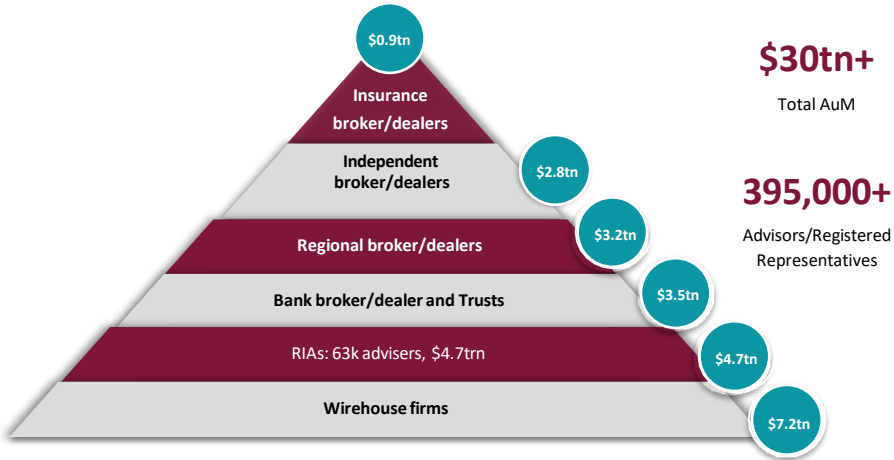 $0.9tn
Insurance
broker/dealers
Independent
broker/dealers
$2.8tn
Regional broker/dealers
$3.2tn
Bank broker/dealer and Trusts
$3.5tn
RIAs: 63k advisers, $4.7trn
$4.7tn
Wirehouse firms
$7.2tn
$30tn+
Total AuM
395,000+
Advisors/Registered
Representatives